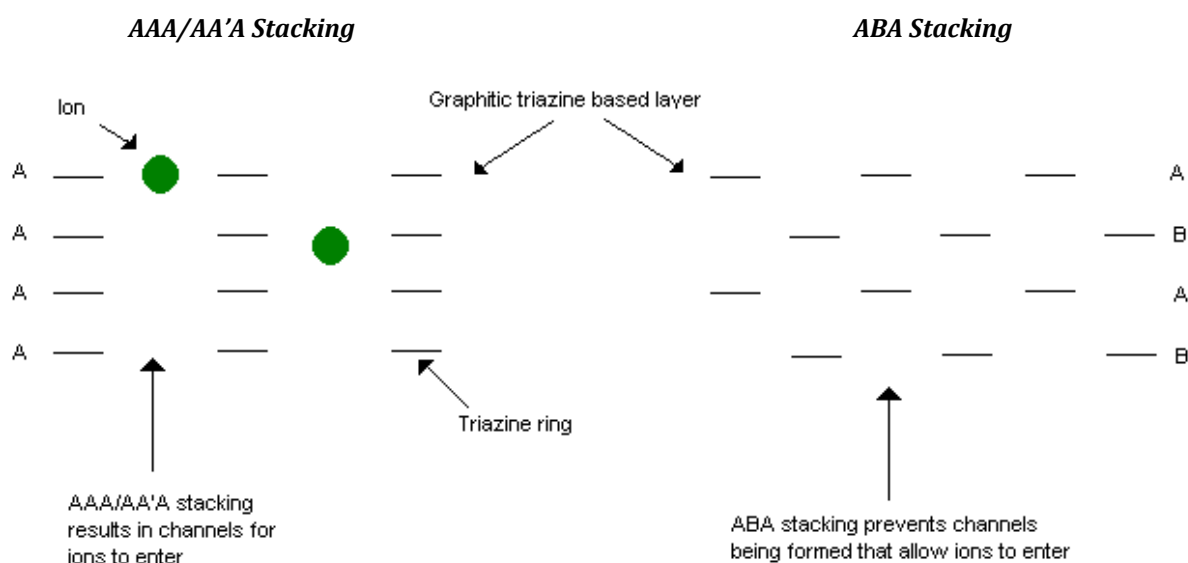 AAA/AA’A Stacking
ABA Stacking
Ion
Graphitic triazine based layer
A
A
A
B
A
A
A
B
Triazine ring
AAA/AA'A stacking
results in channels for
ions to enter
ABA stacking prevents channels
being formed that allow ions to enter